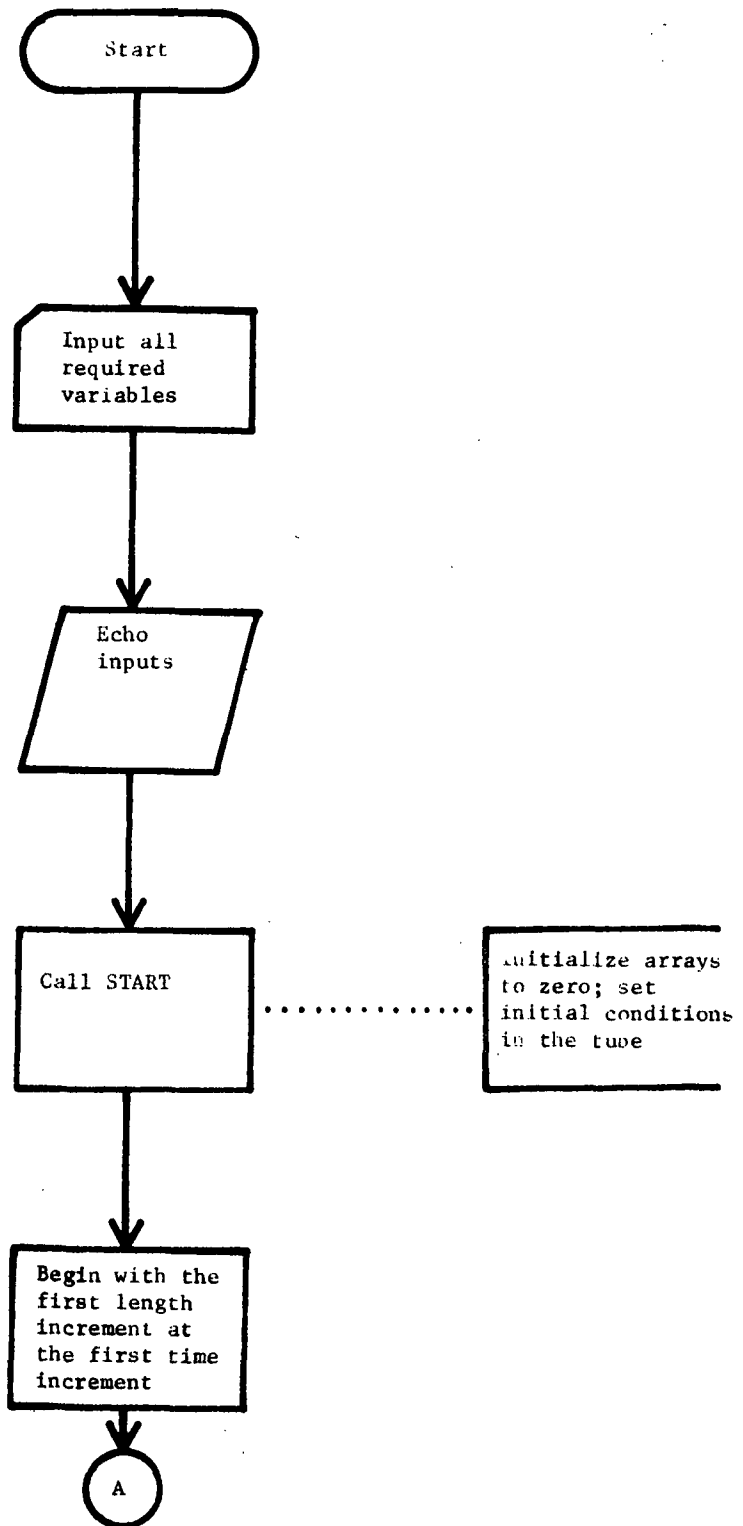 Start
Input all
required
variables
Echo
inputs
Call START
initialize arrays
to zero; set
initial conditions
in the tube
Begin with the
first length
increment at
the first time
increment
A